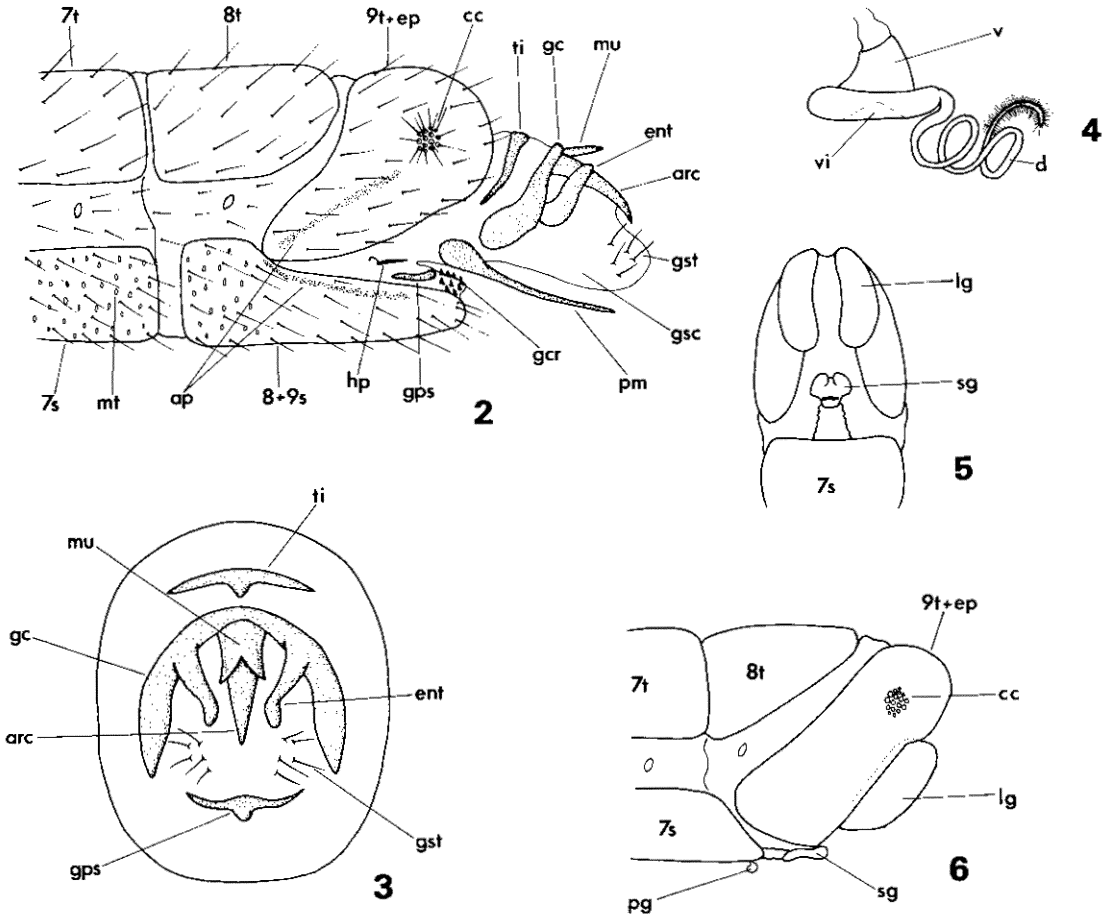 7t 8t 9t+ep cc ti gc mu
ent
arc
gst
gsc
gcr
pm
7s mt ap 8+9s hp gps
2
v
vi d
4
lg
sg
7s
5
ti
mu
gc
ent
arc
gst
gps
3
9t+ep
7t 8t
cc
lg
7s
sg
pg
6